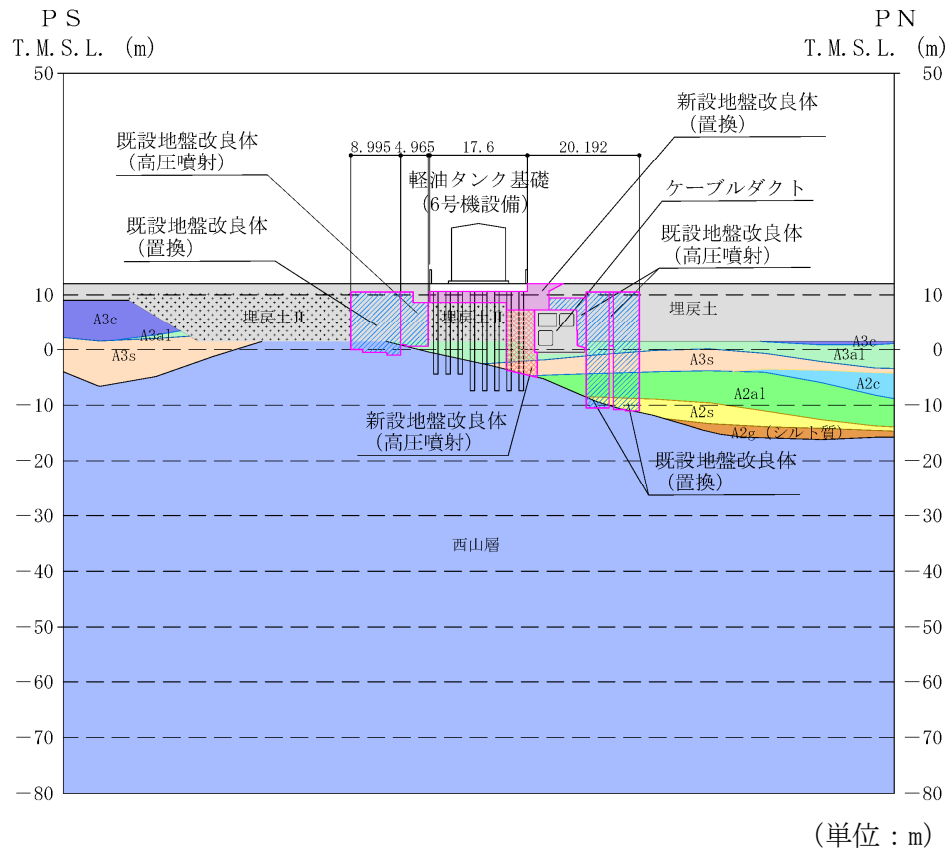 PS
PN
T.M.S.L. (m)
T.M.S.L. (m)
50
50
新設地盤改良体
(置換)
既設地盤改良体
(高圧噴射)
8.995
4.965
17.6
20.192
軽油タンク基礎
(6号機設備)
ケーブルダクト
既設地盤改良体
(置換)
既設地盤改良体
(高圧噴射)
10
10
A3c
埋戻土Ⅱ
埋戻土Ⅱ
埋戻土
A3al
A3c
0
0
A3s
A3s
A3al
A2c
A2al
-10
-10
A2s
新設地盤改良体
(高圧噴射)
A2g (シルト質)
既設地盤改良体
(置換)
-20
-20
-30
-30
西山層
-40
-40
-50
-50
-60
-60
-70
-70
-80
-80
(単位：m)